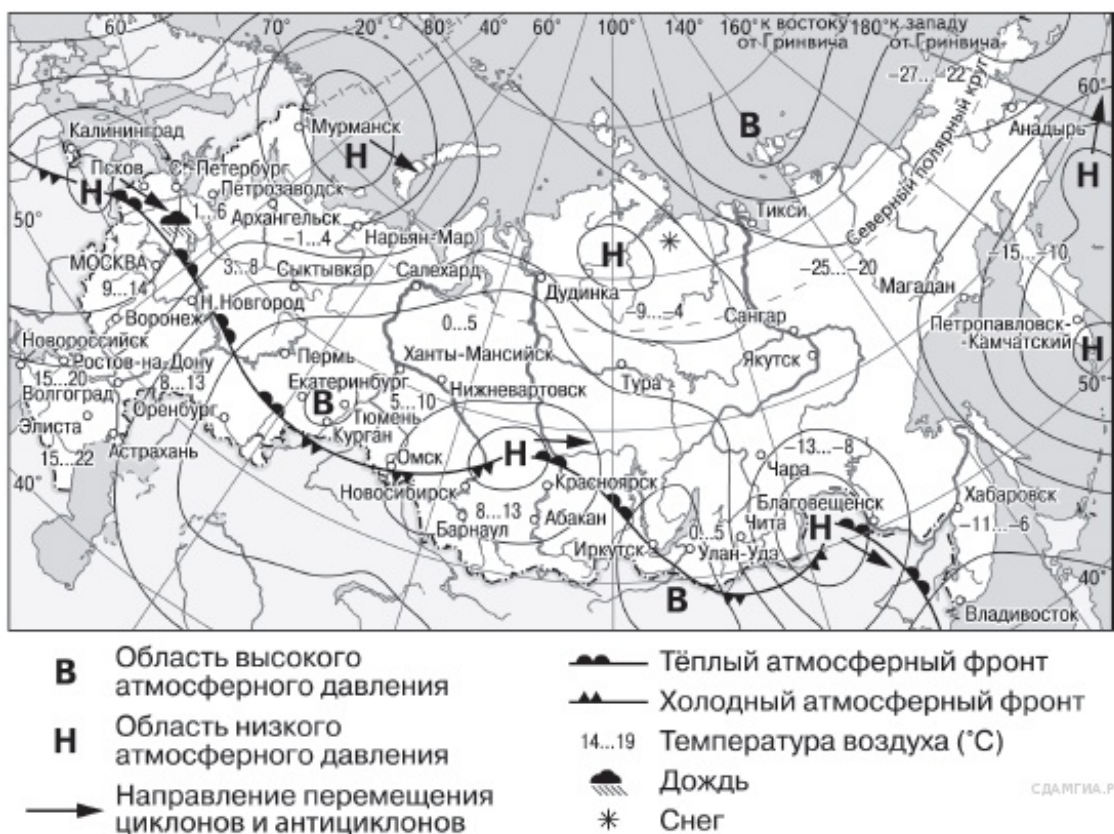 60° 70° -20° 40° 60° 100° 140° к востоку 180° к западу
от Гринвича от Гринвича
-27...-22
60°
Северный полярный круг
В
Мурманск
Анадырь
Калининград
Н
Н
Псков С.-Петербург
Н
Петрозаводск
1...6
Тикси
50°
Архангельск
Нарьян-Мар
-1...4
Н
-15...-10
МОСКВА
3...8
Сыктывкар
Салехард
-25...-20
9...14
Дудинка
Магадан
Н.Новгород
-9...-4
0...5
Сангар
Воронеж
Петропавловск-
-Камчатский
Новороссийск
Пермь
Ханты-Мансийск
Якутск
Н
Ростов-на-Дону
Тура
15...20
8...13
Екатеринбург
Нижневартовск
50°
Волгоград
В
5...10
Оренбург
Тюмень
-13...-8
Элиста
Курган
Н
Астрахань
Омск
Чара
15...22
Красноярск
Благовещенск
Хабаровск
Новосибирск
40°
8...13
Абакан
0...5
Чита
Н
-11...-6
Барнаул
Иркутск
Улан-Удэ
40°
В
Владивосток
В Область высокого
атмосферного давления
Н Область низкого
атмосферного давления
Направление перемещения
циклонов и антициклонов
Тёплый атмосферный фронт
Холодный атмосферный фронт
14...19 Температура воздуха (°C)
Дождь
Снег
СДАМГИА.Р